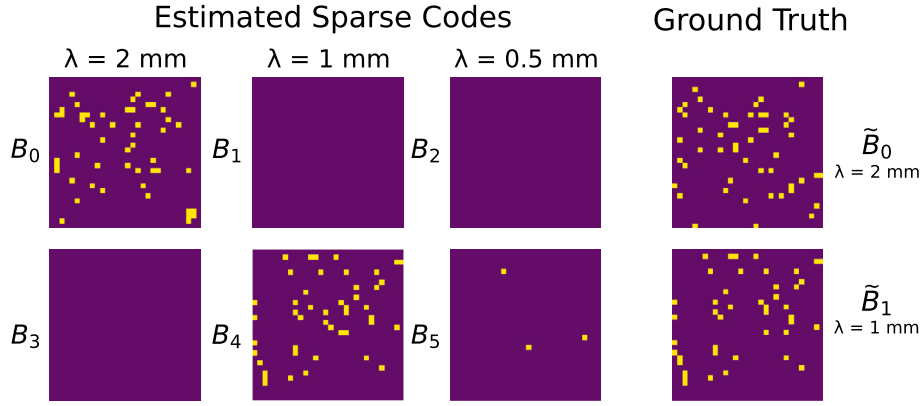 Estimated Sparse Codes
Ground Truth
λ = 2 mm
λ = 1 mm
λ = 0.5 mm
B₀
B₁
B₂
B̃₀
λ = 2 mm
B₃
B₄
B₅
B̃₁
λ = 1 mm